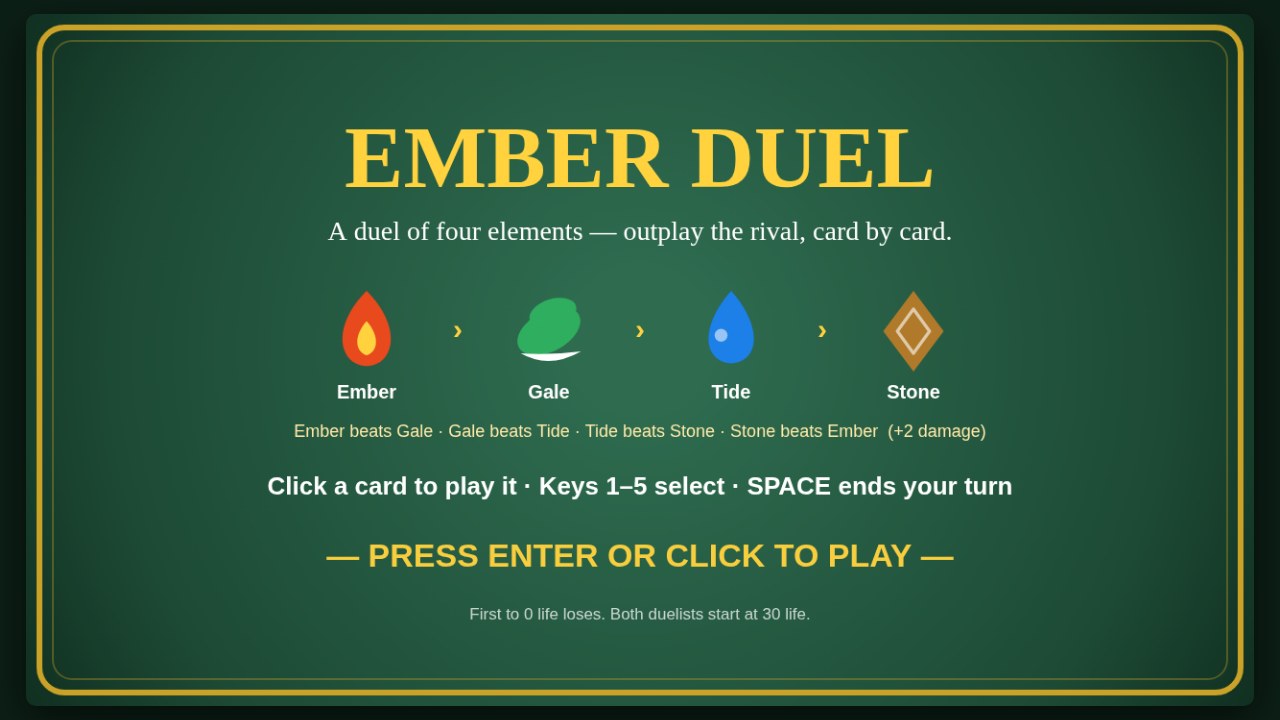 EMBER DUEL
A duel of four elements — outplay the rival, card by card.
› › ›
Ember Gale Tide Stone
Ember beats Gale · Gale beats Tide · Tide beats Stone · Stone beats Ember (+2 damage)
Click a card to play it · Keys 1–5 select · SPACE ends your turn
— PRESS ENTER OR CLICK TO PLAY —
First to 0 life loses. Both duelists start at 30 life.